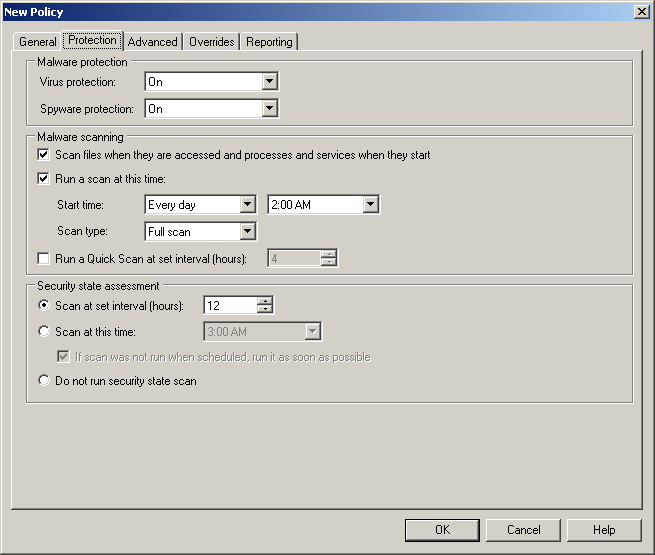 New Policy
General Protection Advanced Overrides Reporting
Malware protection
Virus protection: On
Spyware protection: On
Malware scanning
Scan files when they are accessed and processes and services when they start
Run a scan at this time:
Start time: Every day 2:00 AM
Scan type: Full scan
Run a Quick Scan at set interval (hours): 4
Security state assessment
Scan at set interval (hours): 12
Scan at this time: 3:00 AM
If scan was not run when scheduled, run it as soon as possible
Do not run security state scan
OK Cancel Help